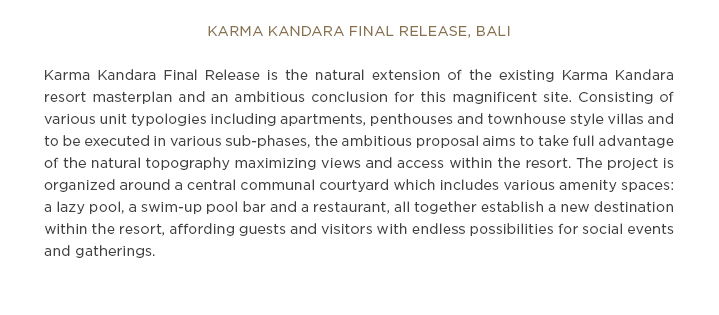 KARMA KANDARA FINAL RELEASE, BALI
Karma Kandara Final Release is the natural extension of the existing Karma Kandara
resort masterplan and an ambitious conclusion for this magnificent site. Consisting of
various unit typologies including apartments, penthouses and townhouse style villas and
to be executed in various sub-phases, the ambitious proposal aims to take full advantage
of the natural topography maximizing views and access within the resort. The project is
organized around a central communal courtyard which includes various amenity spaces:
a lazy pool, a swim-up pool bar and a restaurant, all together establish a new destination
within the resort, affording guests and visitors with endless possibilities for social events
and gatherings.